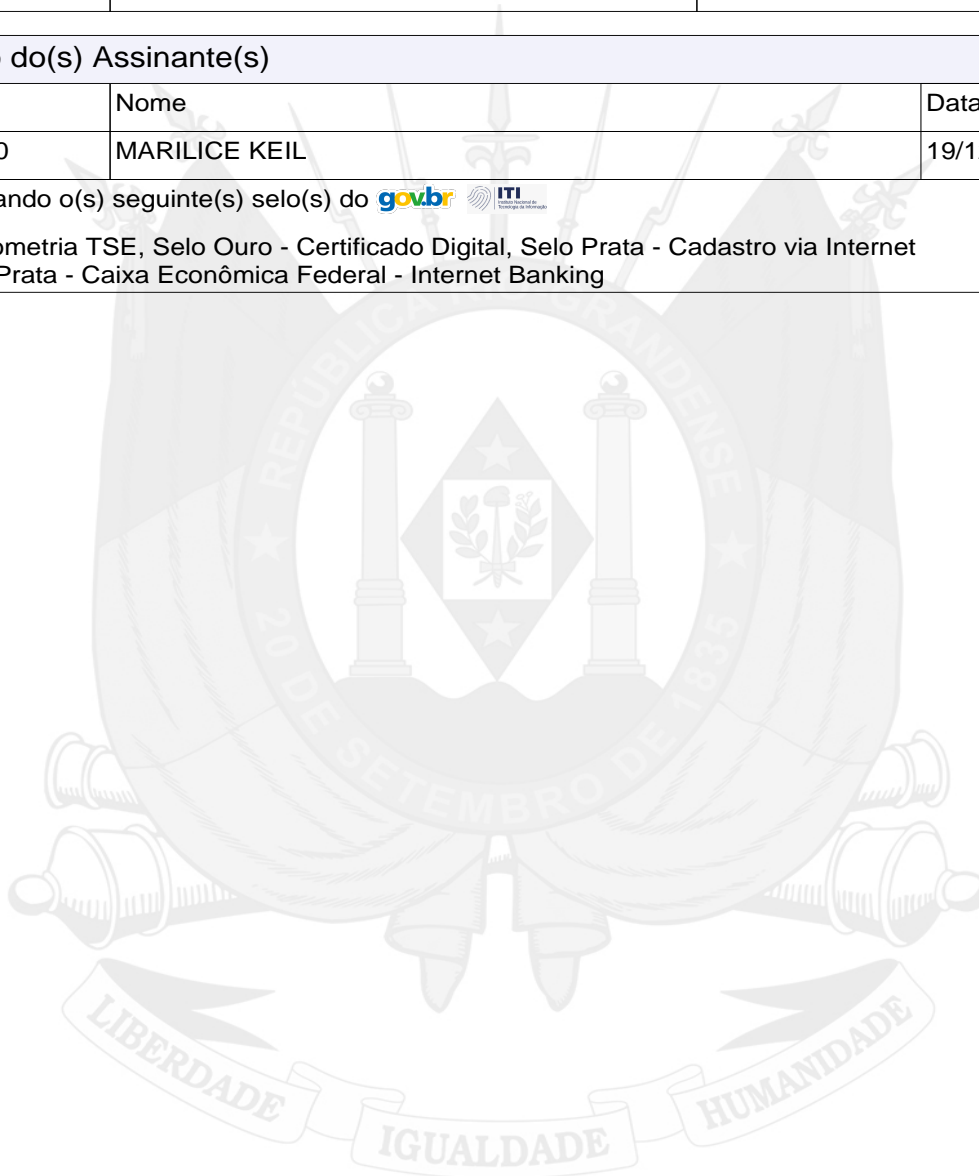 do(s) Assinante(s)
Nome
Data
0
MARILICE KEIL
19/1
ando o(s) seguinte(s) selo(s) do gov.br ITI
ometria TSE, Selo Ouro - Certificado Digital, Selo Prata - Cadastro via Internet
Prata - Caixa Econômica Federal - Internet Banking
REPÚBLICA RIO GRANDENSE
20 DE SETEMBRO DE 1835
LIBERDADE
IGUALDADE
HUMANIDADE